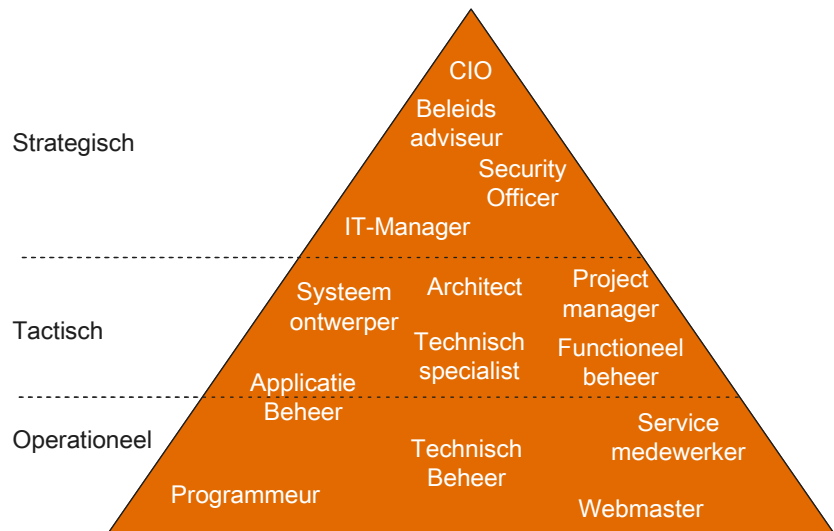 CIO
Beleids
adviseur
Strategisch
Security
Officer
IT-Manager
Systeem
ontwerper
Architect
Project
manager
Tactisch
Technisch
specialist
Functioneel
beheer
Applicatie
Beheer
Operationeel
Service
medewerker
Technisch
Beheer
Programmeur
Webmaster